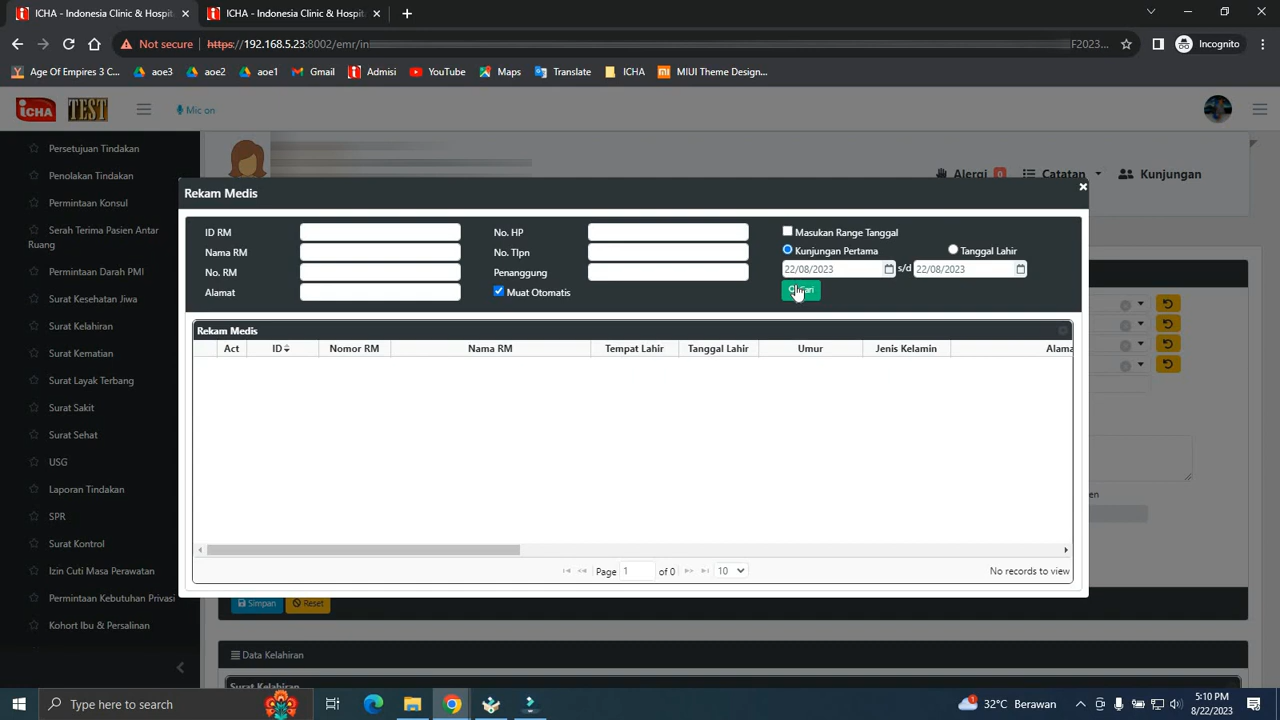 ICHA - Indonesia Clinic & Hospit
ICHA - Indonesia Clinic & Hospita
Not secure
https://192.168.5.23:8002/emr/in
F2023...
Incognito
Age Of Empires 3 C...
aoe3
aoe2
aoe1
Gmail
Admisi
YouTube
Maps
Translate
ICHA
MIUI Theme Design...
iCHA
TEST
Mic on
Persetujuan Tindakan
Penolakan Tindakan
Permintaan Konsul
Serah Terima Pasien Antar
Ruang
Permintaan Darah PMI
Surat Kesehatan Jiwa
Surat Kelahiran
Surat Kematian
Surat Layak Terbang
Surat Sakit
Surat Sehat
USG
Laporan Tindakan
SPR
Surat Kontrol
Izin Cuti Masa Perawatan
Permintaan Kebutuhan Privasi
Kohort Ibu & Persalinan
Alergi 0
Catatan
Kunjungan
Rekam Medis
ID RM
Nama RM
No. RM
Alamat
No. HP
No. Tlpn
Penanggung
Muat Otomatis
Masukan Range Tanggal
Kunjungan Pertama
Tanggal Lahir
22/08/2023 s/d 22/08/2023
Rekam Medis
Act ID Nomor RM Nama RM Tempat Lahir Tanggal Lahir Umur Jenis Kelamin Alama
Page 1 of 0 10
No records to view
en
Simpan
Reset
Data Kelahiran
Surat Kelahiran
Type here to search
32°C Berawan
5:10 PM
8/22/2023